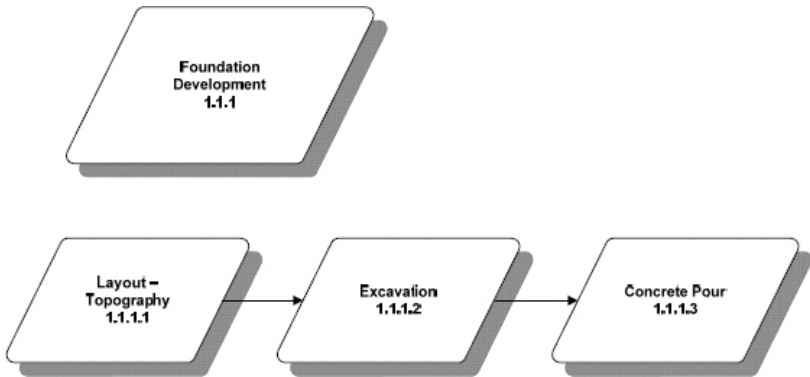 Foundation
Development
1.1.1
Layout –
Topography
1.1.1.1
Excavation
1.1.1.2
Concrete Pour
1.1.1.3